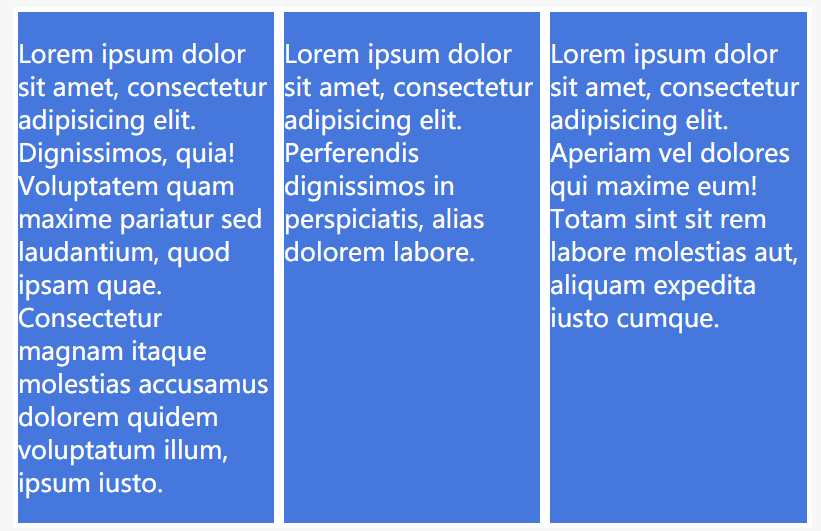 Lorem ipsum dolor
sit amet, consectetur
adipisicing elit.
Dignissimos, quia!
Voluptatem quam
maxime pariatur sed
laudantium, quod
ipsam quae.
Consectetur
magnam itaque
molestias accusamus
dolorem quidem
voluptatum illum,
ipsum iusto.
Lorem ipsum dolor
sit amet, consectetur
adipisicing elit.
Perferendis
dignissimos in
perspiciatis, alias
dolorem labore.
Lorem ipsum dolor
sit amet, consectetur
adipisicing elit.
Aperiam vel dolores
qui maxime eum!
Totam sint sit rem
labore molestias aut,
aliquam expedita
iusto cumque.